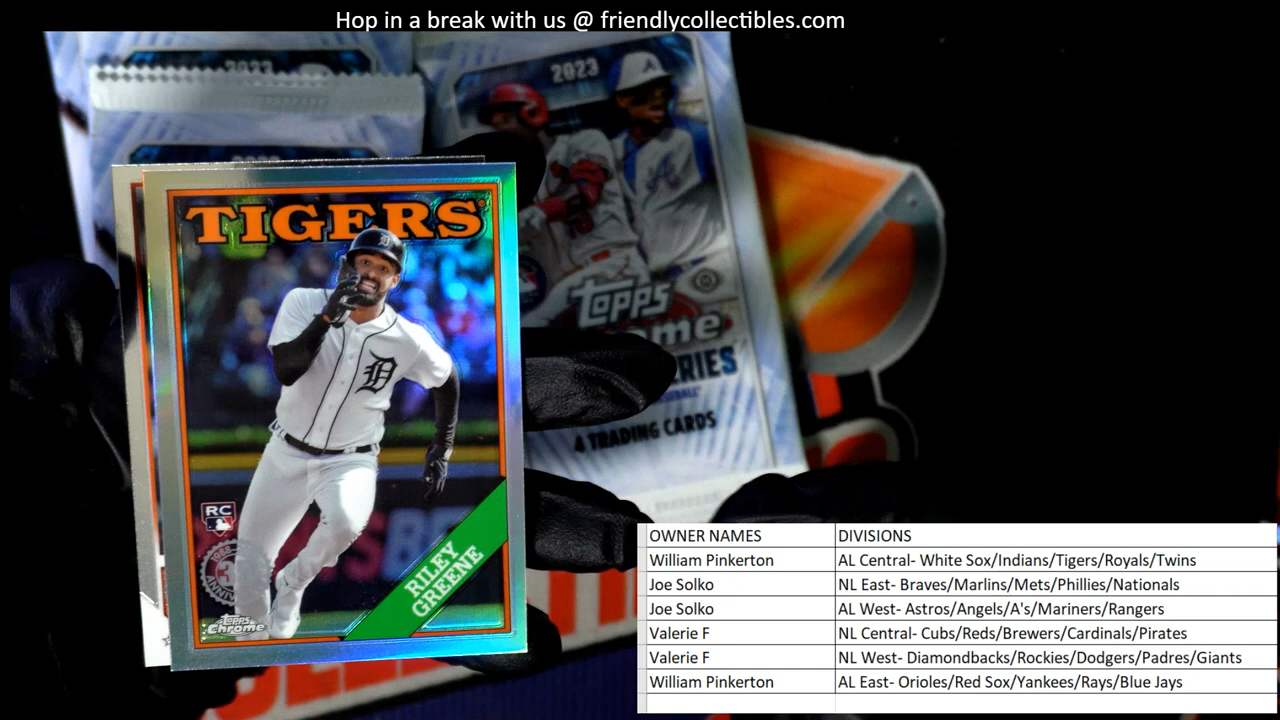 Hop in a break with us @ friendlycollectibles.com
2023
2023
TIGERS
RC
35
RILEY
GREENE
Topps
Chrome
Topps
4 TRADING CARDS
OWNER NAMES DIVISIONS
William Pinkerton AL Central- White Sox/Indians/Tigers/Royals/Twins
Joe Solko NL East- Braves/Marlins/Mets/Phillies/Nationals
Joe Solko AL West- Astros/Angels/A's/Mariners/Rangers
Valerie F NL Central- Cubs/Reds/Brewers/Cardinals/Pirates
Valerie F NL West- Diamondbacks/Rockies/Dodgers/Padres/Giants
William Pinkerton AL East- Orioles/Red Sox/Yankees/Rays/Blue Jays